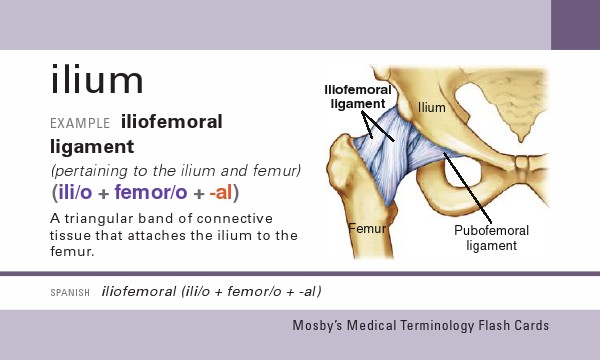 ilium
EXAMPLE iliofemoral
ligament
(pertaining to the ilium and femur)
(ili/o + femor/o + -al)
A triangular band of connective
tissue that attaches the ilium to the
femur.
Iliofemoral
ligament
Ilium
Femur
Pubofemoral
ligament
SPANISH iliofemoral (ili/o + femor/o + -al)
Mosby's Medical Terminology Flash Cards